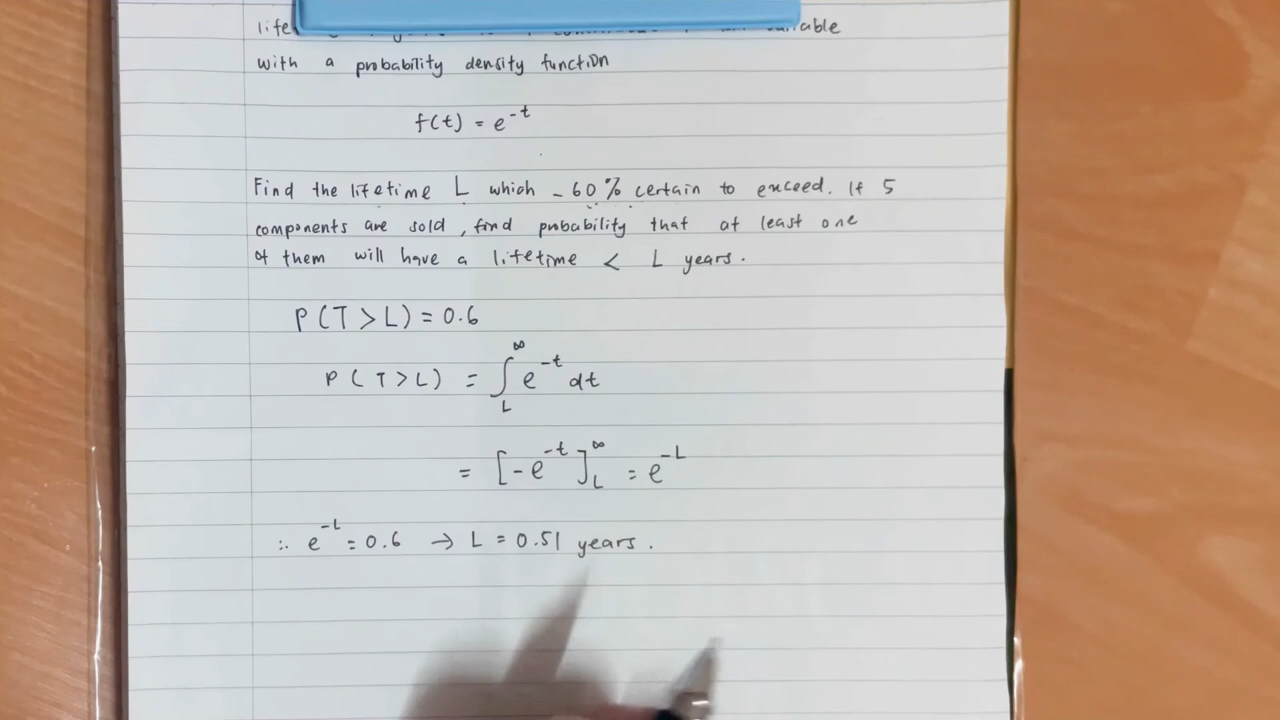 with a probability density function
f(t) = e^{-t}
Find the lifetime L which - 60% certain to exceed. If 5
components are sold, find probability that at least one
of them will have a lifetime < L years.
P(T > L) = 0.6
P(T > L) = ∫_L^∞ e^{-t} dt
= [-e^{-t}]_L^∞ = e^{-L}
∴ e^{-L} = 0.6 → L = 0.51 years.